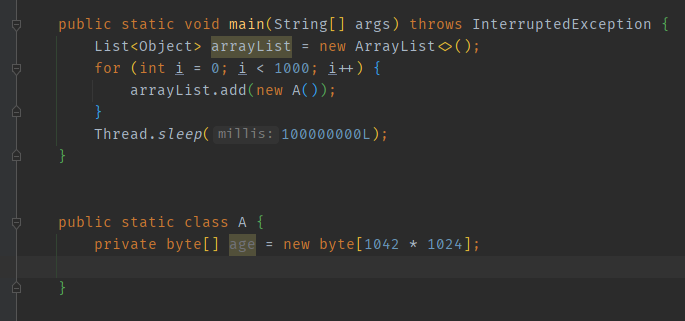 public static void main(String[] args) throws InterruptedException {
List<Object> arrayList = new ArrayList<>();
for (int i = 0; i < 1000; i++) {
arrayList.add(new A());
}
Thread.sleep( millis: 100000000L);
}
public static class A {
private byte[] age = new byte[1042 * 1024];
}